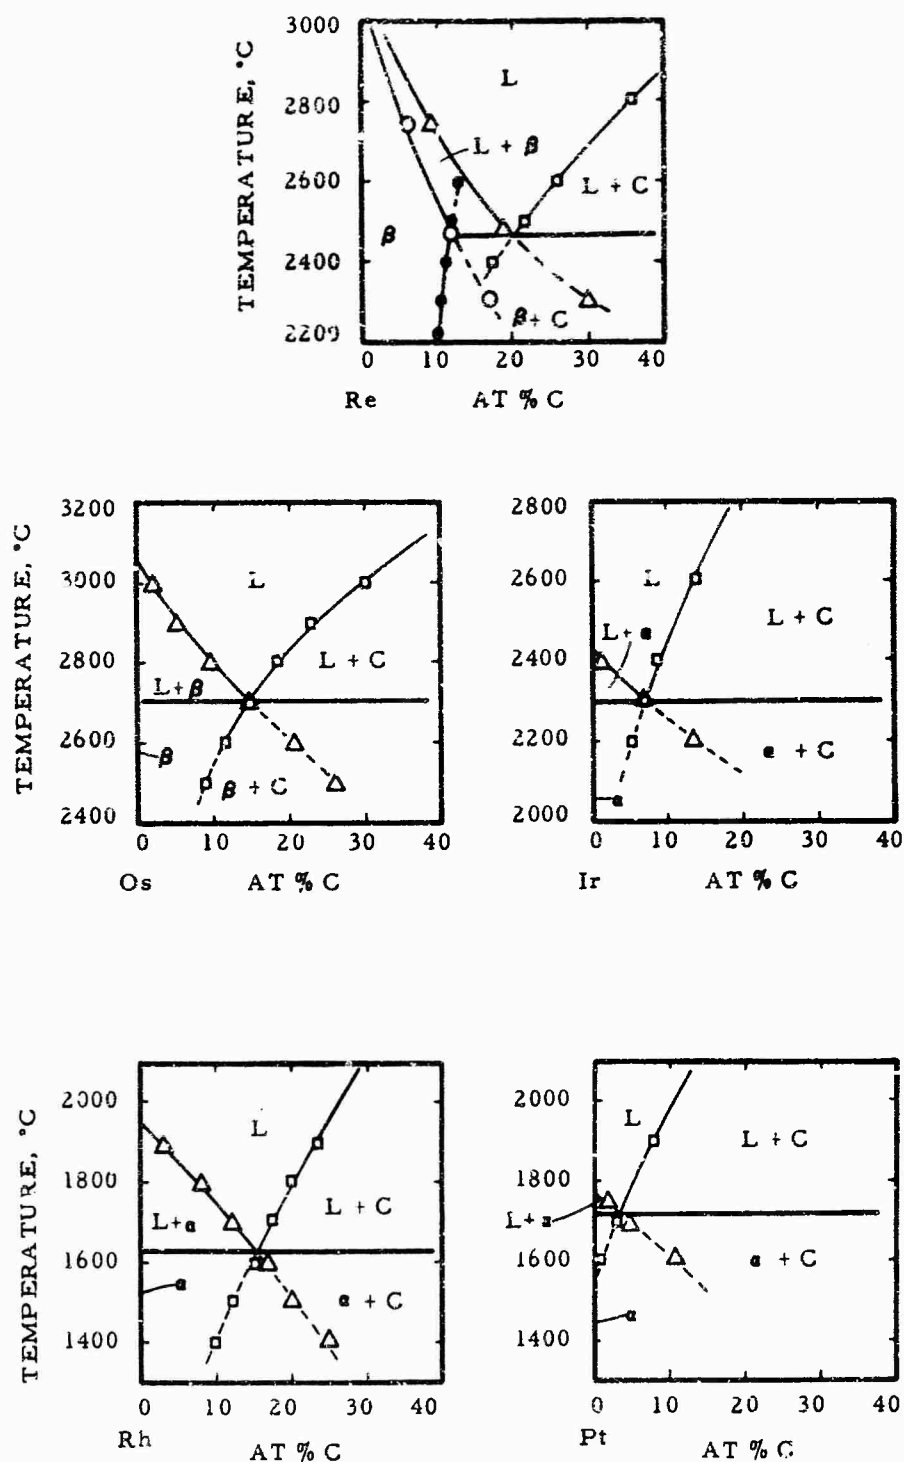 3000
2800
2600
2400
2209
TEMPERATURE, °C
L
L + β
L + C
β
β + C
0 10 20 30 40
Re AT % C
3200
3000
2800
2600
2400
TEMPERATURE, °C
L
L + C
L + β
β
β + C
0 10 20 30 40
Os AT % C
2800
2600
2400
2200
2000
L
L + α
L + C
α + C
α
0 10 20 30 40
Ir AT % C
2000
1800
1600
1400
TEMPERATURE, °C
L
L + C
L + α
α
α + C
0 10 20 30 40
Rh AT % C
2000
1800
1600
1400
L
L + C
L + α
α + C
α
0 10 20 30 40
Pt AT % C